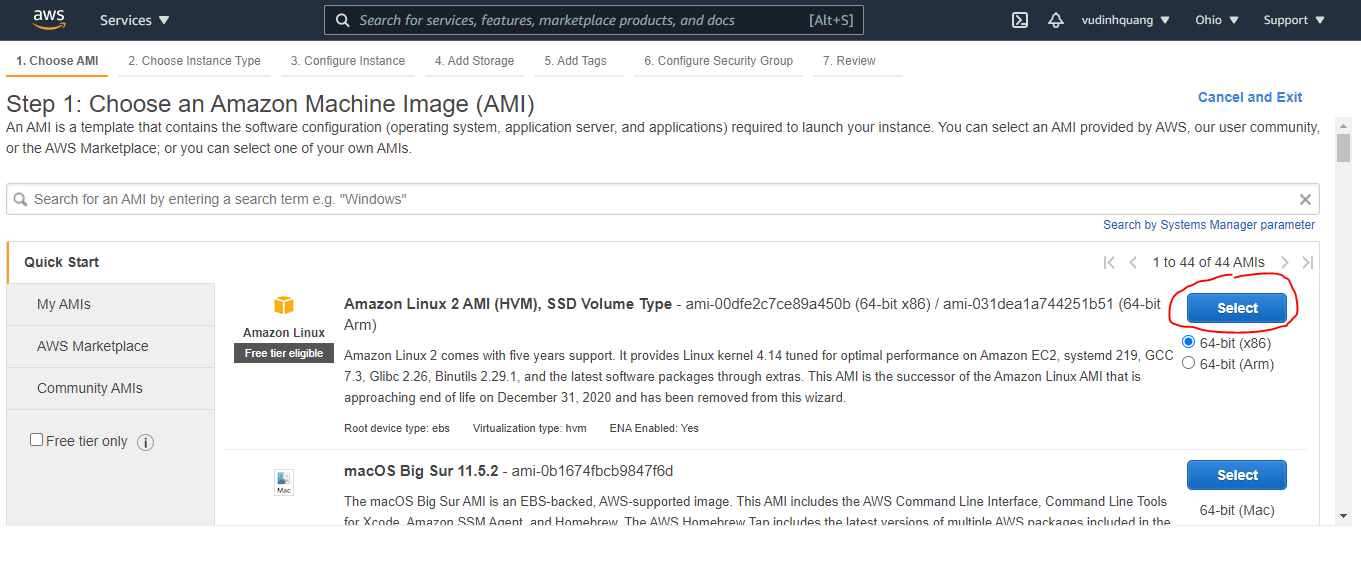 aws Services Search for services, features, marketplace products, and docs [Alt+S] vudinhquang Ohio Support
1. Choose AMI 2. Choose Instance Type 3. Configure Instance 4. Add Storage 5. Add Tags 6. Configure Security Group 7. Review
Step 1: Choose an Amazon Machine Image (AMI)
Cancel and Exit
An AMI is a template that contains the software configuration (operating system, application server, and applications) required to launch your instance. You can select an AMI provided by AWS, our user community,
or the AWS Marketplace; or you can select one of your own AMIs.
Search for an AMI by entering a search term e.g. "Windows"
Search by Systems Manager parameter
Quick Start
1 to 44 of 44 AMIs
My AMIs
AWS Marketplace
Community AMIs
Free tier only
Amazon Linux
Free tier eligible
Amazon Linux 2 AMI (HVM), SSD Volume Type - ami-00dfe2c7ce89a450b (64-bit x86) / ami-031dea1a744251b51 (64-bit
Arm)
Amazon Linux 2 comes with five years support. It provides Linux kernel 4.14 tuned for optimal performance on Amazon EC2, systemd 219, GCC
7.3, Glibc 2.26, Binutils 2.29.1, and the latest software packages through extras. This AMI is the successor of the Amazon Linux AMI that is
approaching end of life on December 31, 2020 and has been removed from this wizard.
Root device type: ebs Virtualization type: hvm ENA Enabled: Yes
Select
64-bit (x86)
64-bit (Arm)
Mac
macOS Big Sur 11.5.2 - ami-0b1674fbcb9847f6d
The macOS Big Sur AMI is an EBS-backed, AWS-supported image. This AMI includes the AWS Command Line Interface, Command Line Tools
for Xcode, Amazon SSM Agent, and Homebrew. The AWS Homebrew Tap includes the latest versions of multiple AWS packages included in the
Select
64-bit (Mac)